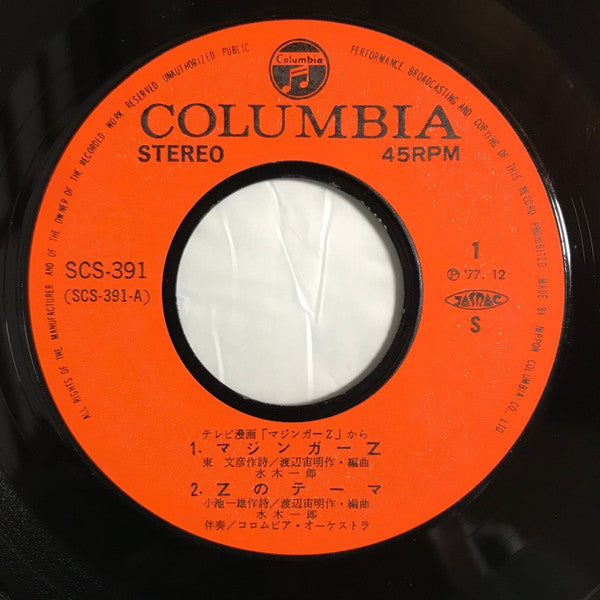 ALL RIGHTS OF THE MANUFACTURER AND OF THE OWNER OF THE RECORDED WORK RESERVED UNAUTHORIZED PUBLIC PERFORMANCE BROADCASTING AND COPYING OF THIS RECORD PROHIBITED MADE BY NIPPON COLUMBIA CO., LTD
Columbia
COLUMBIA
STEREO 45RPM
SCS-391
(SCS-391-A)
1
Ⓟ '77. 12
JASRAC
S
テレビ漫画「マジンガーZ」から
1. マジンガーZ
東 文彦作詩/渡辺宙明作・編曲
水木一郎
2. Zのテーマ
小池一雄作詩/渡辺宙明作・編曲
水木一郎
伴奏/コロムビア・オーケストラ